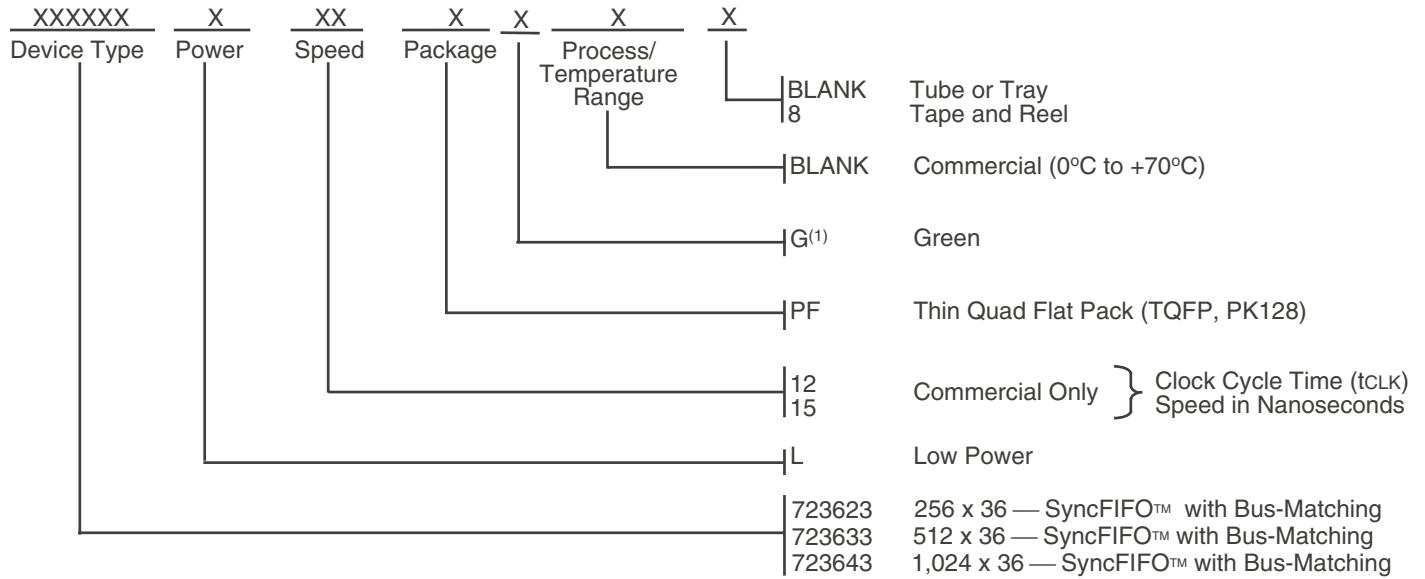 XXXXXX X XX X X X X
Device Type Power Speed Package Process/
Temperature
Range
BLANK Tube or Tray
8 Tape and Reel
BLANK Commercial (0°C to +70°C)
G(1) Green
PF Thin Quad Flat Pack (TQFP, PK128)
12
15
Commercial Only } Clock Cycle Time (tCLK)
Speed in Nanoseconds
L Low Power
723623 256 x 36 — SyncFIFO™ with Bus-Matching
723633 512 x 36 — SyncFIFO™ with Bus-Matching
723643 1,024 x 36 — SyncFIFO™ with Bus-Matching